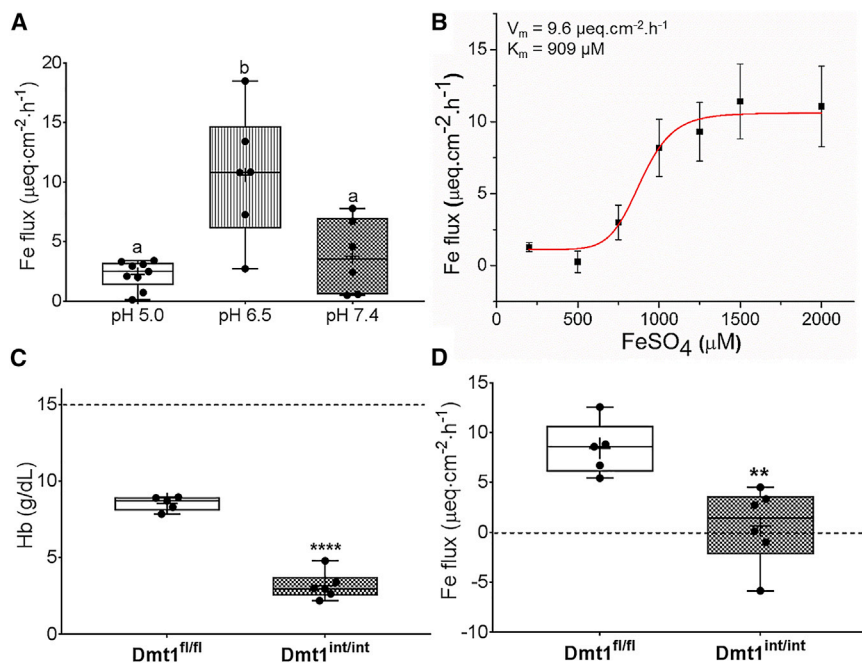 A
Fe flux (µeq·cm⁻²·h⁻¹)
20
15
10
5
0
a
b
a
pH 5.0 pH 6.5 pH 7.4
B
Vm = 9.6 µeq.cm⁻².h⁻¹
Km = 909 µM
Fe flux (µeq.cm⁻².h⁻¹)
15
10
5
0
0 500 1000 1500 2000
FeSO₄ (µM)
C
Hb (g/dL)
15
10
5
0
****
Dmt1fl/fl Dmt1int/int
D
Fe flux (µeq·cm⁻²·h⁻¹)
15
10
5
0
-5
-10
**
Dmt1fl/fl Dmt1int/int